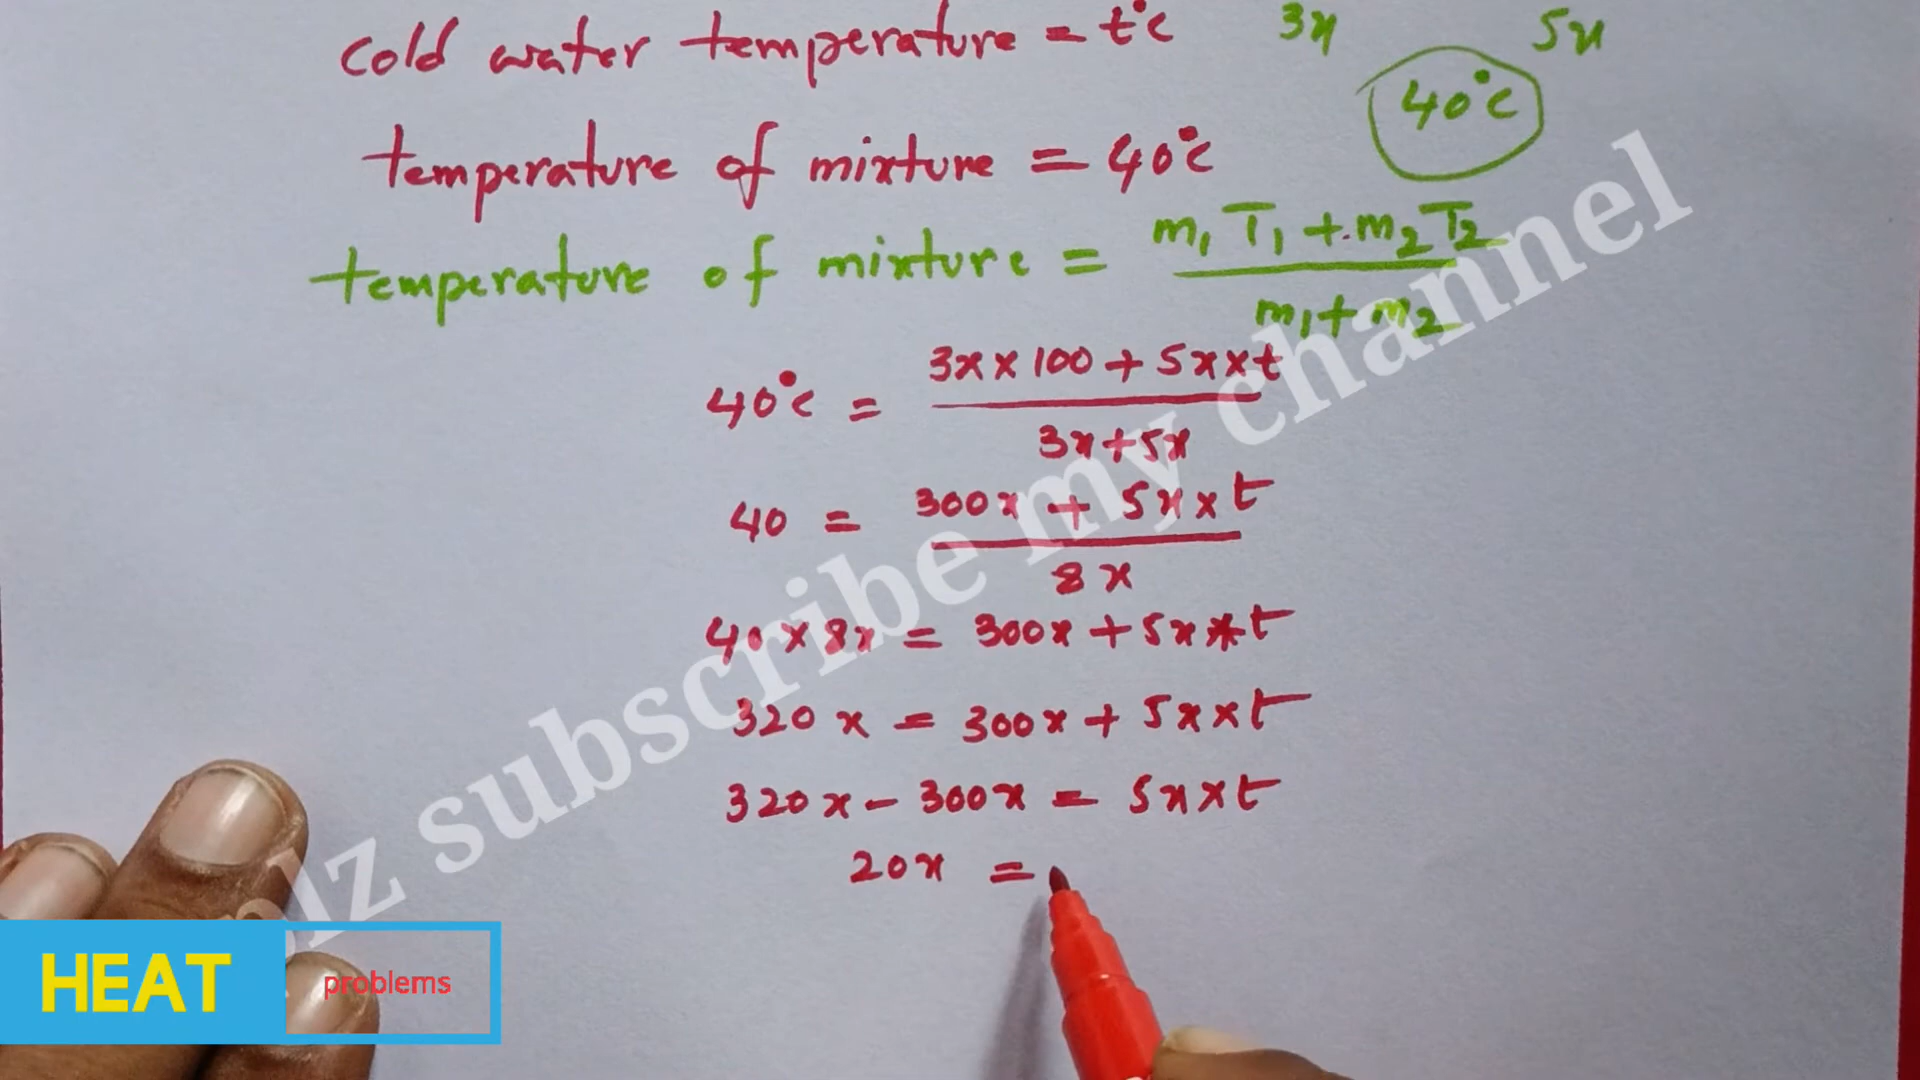 cold water temperature = t°c
3x 5x
40°c
temperature of mixture = 40°c
temperature of mixture = m₁T₁ + m₂T₂
m₁+m₂
40°c = 3x × 100 + 5x × t
3x+5x
40 = 300x + 5x × t
8x
40 × 8x = 300x + 5x × t
320x = 300x + 5x × t
320x - 300x = 5x × t
20x =
plz subscribe my channel
HEAT problems